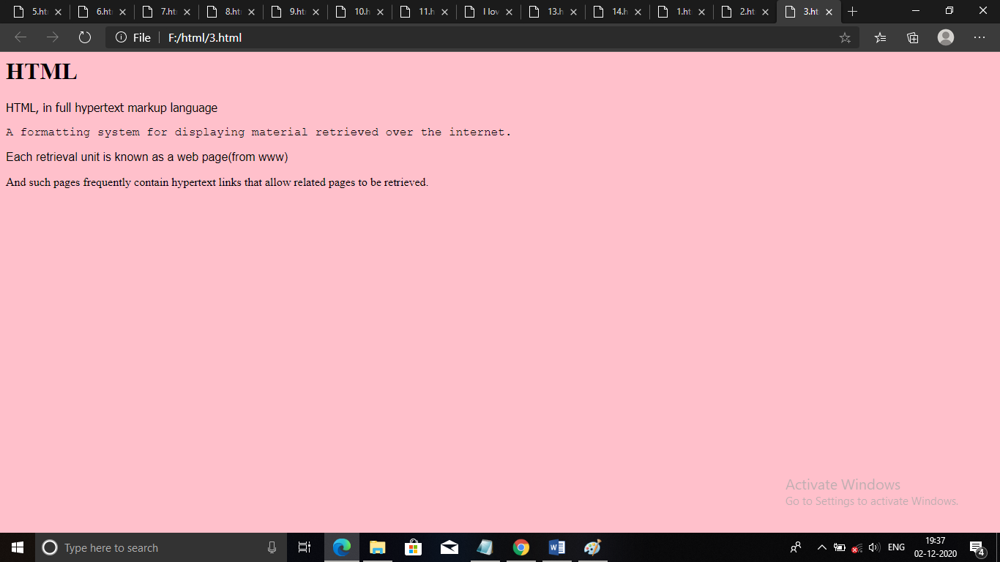 5.ht 6.ht 7.ht 8.ht 9.ht 10.h 11.h I lov 13.h 14.h 1.ht 2.ht 3.ht
File F:/html/3.html
HTML
HTML, in full hypertext markup language
A formatting system for displaying material retrieved over the internet.
Each retrieval unit is known as a web page(from www)
And such pages frequently contain hypertext links that allow related pages to be retrieved.
Activate Windows
Go to Settings to activate Windows.
Type here to search
W
ENG
19:37
02-12-2020
4